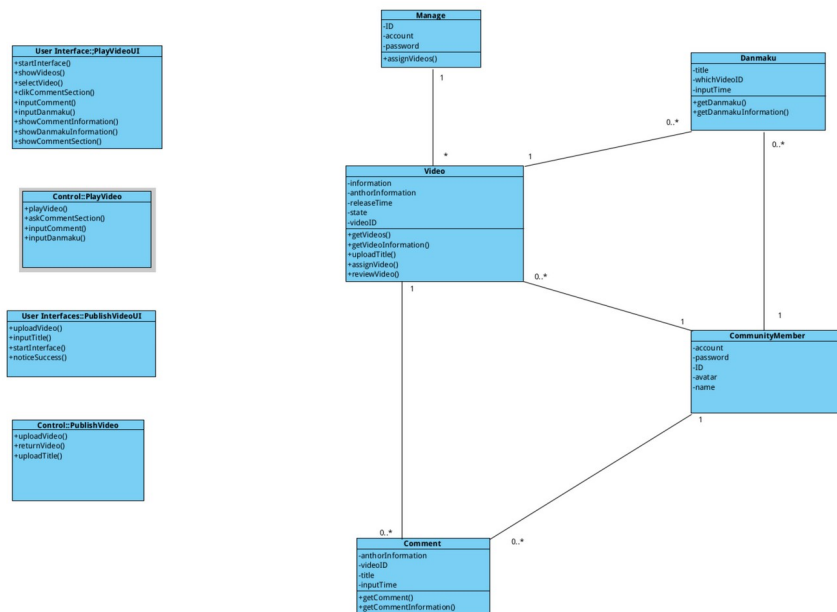 Manage
-ID
-account
-password
+assignVideos()
1
*
User Interface:;PlayVideoUI
+startInterface()
+showVideos()
+selectVideo()
+clikCommentSection()
+inputComment()
+inputDanmaku()
+showCommentInformation()
+showDanmakuInformation()
+showCommentSection()
Danmaku
-title
-whichVideoID
-inputTime
+getDanmaku()
+getDanmakuInformation()
0..*
0..*
1
Control::PlayVideo
+playVideo()
+askCommentSection()
+inputComment()
+inputDanmaku()
Video
-information
-anthorInformation
-releaseTime
-state
-videoID
+getVideos()
+getVideoInformation()
+uploadTitle()
+assignVideo()
+reviewVideo()
1
0..*
1
1
User Interfaces::PublishVideoUI
+uploadVideo()
+inputTitle()
+startInterface()
+noticeSuccess()
CommunityMember
-account
-password
-ID
-avatar
-name
1
Control::PublishVideo
+uploadVideo()
+returnVideo()
+uploadTitle()
0..*
0..*
Comment
-anthorInformation
-videoID
-title
-inputTime
+getComment()
+getCommentInformation()